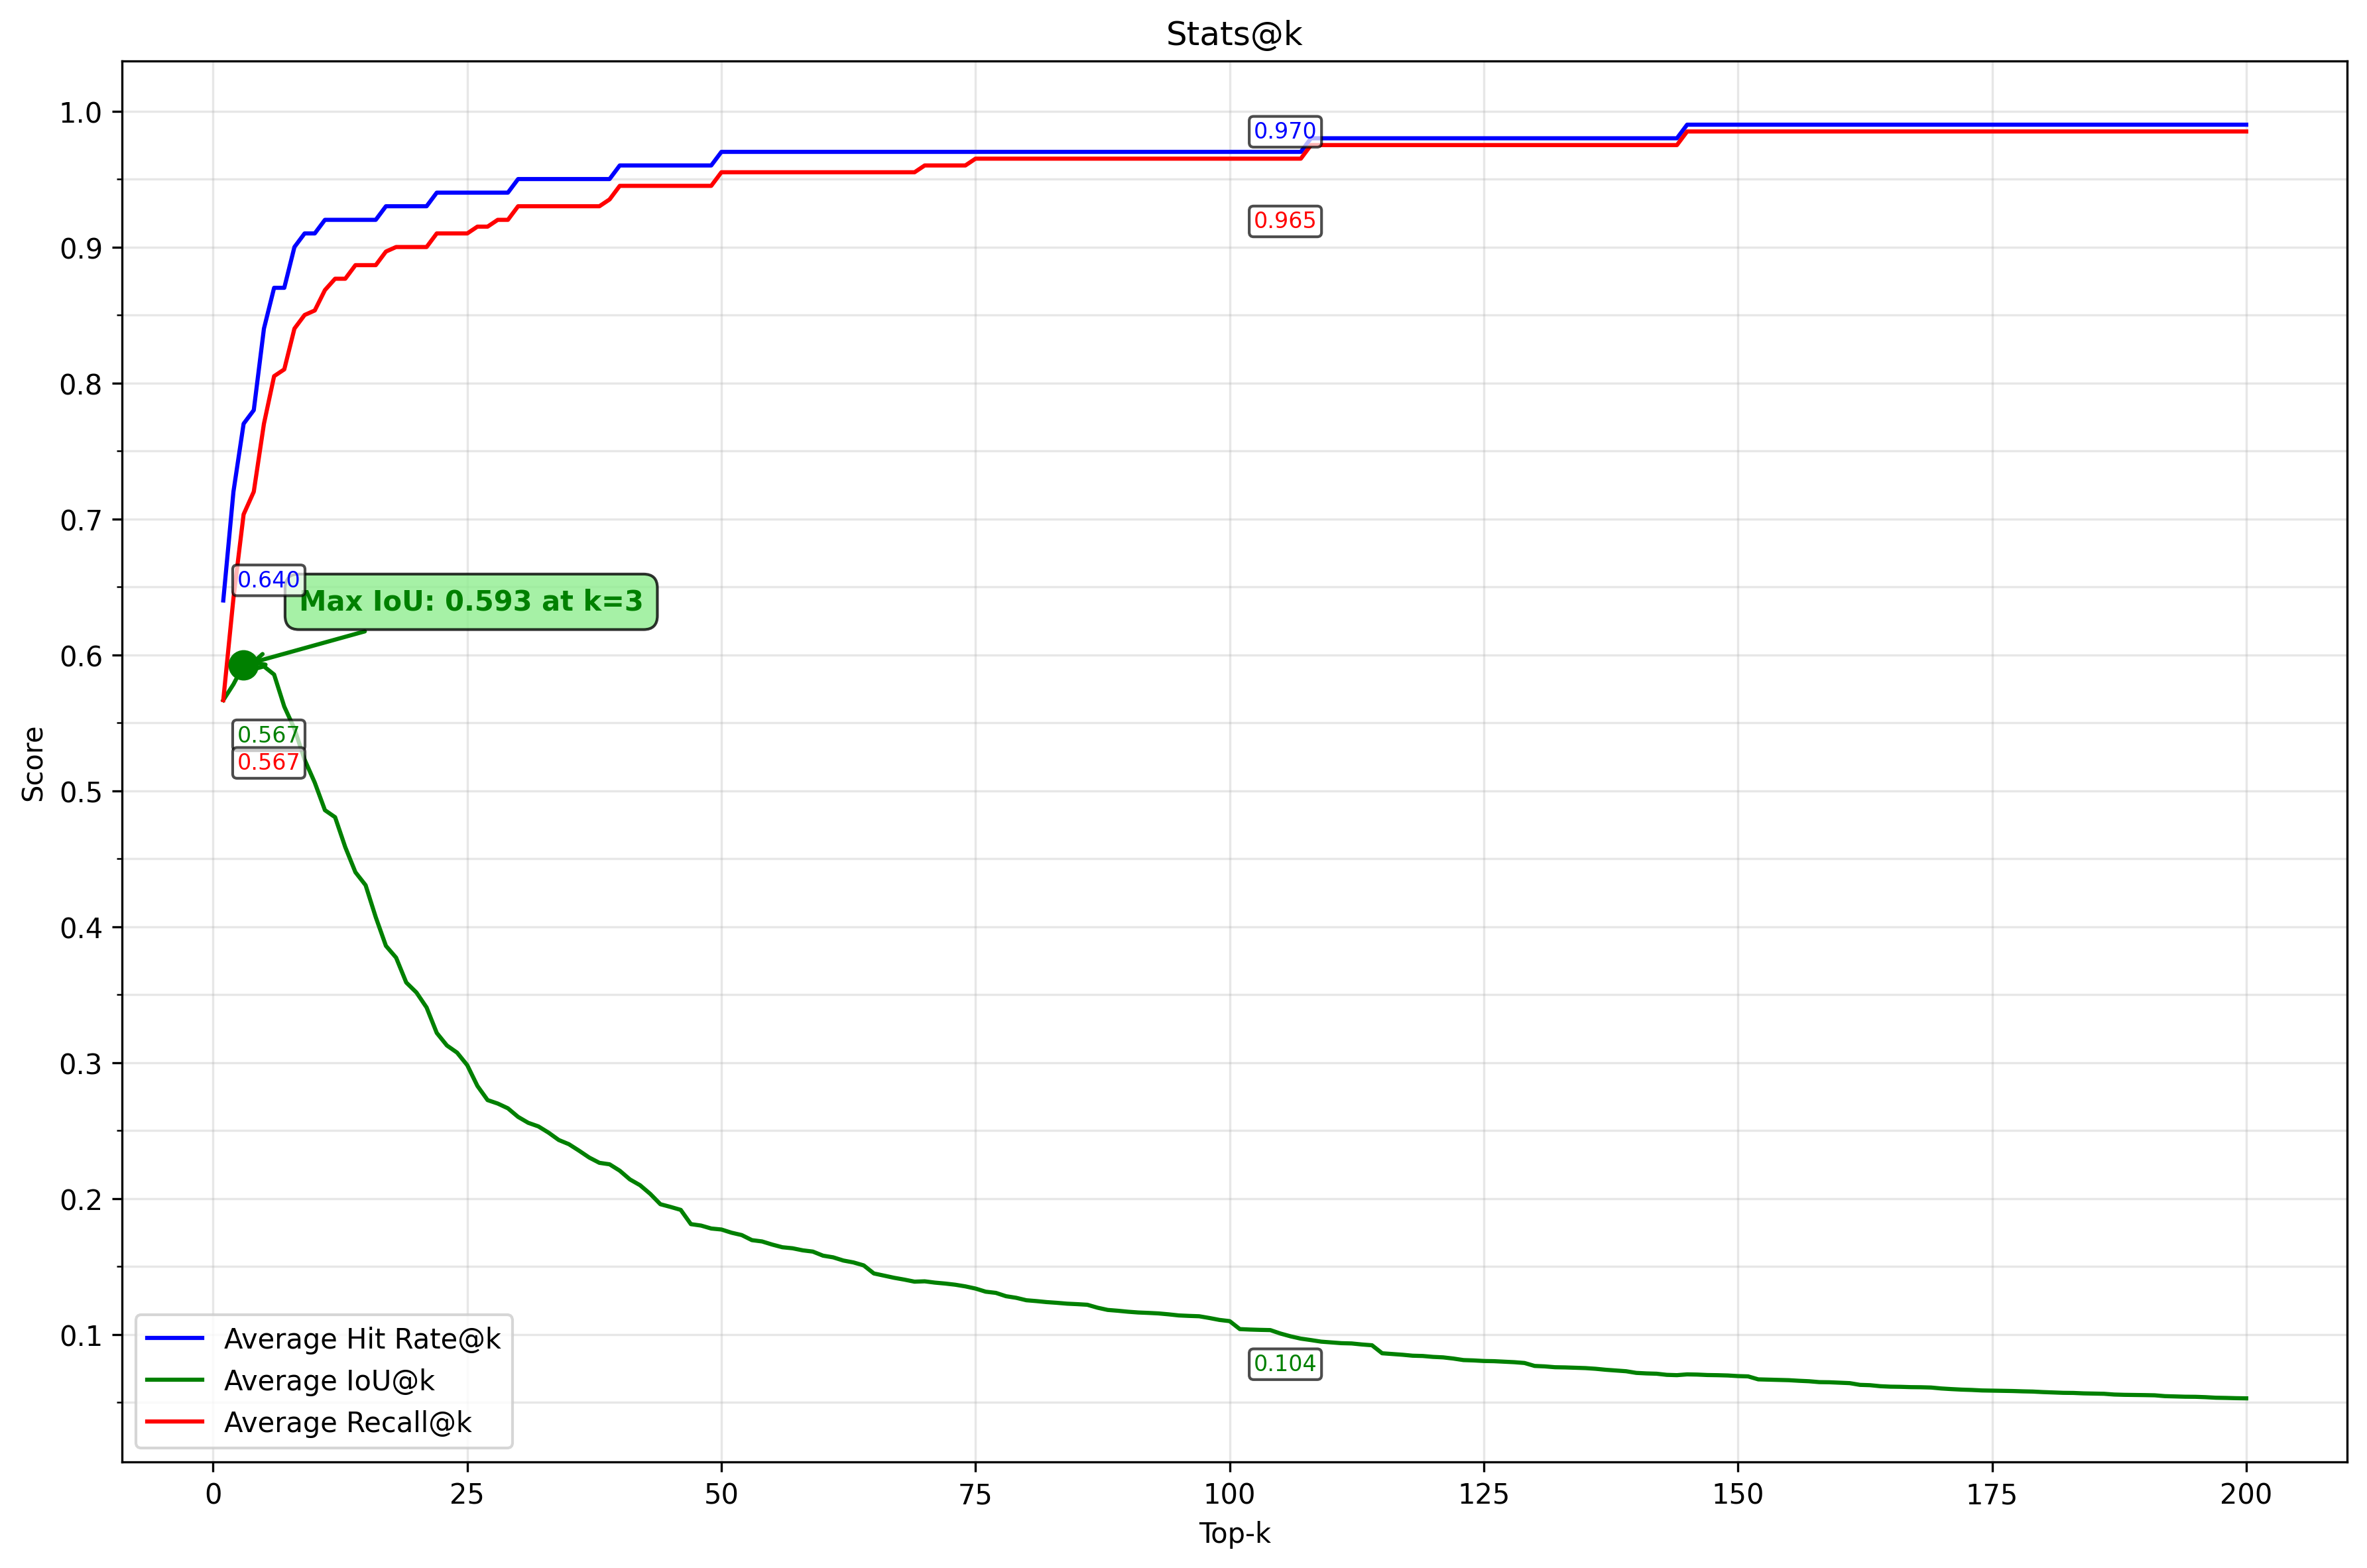 Stats@k
1.0
0.9
0.8
0.7
0.6
0.5
0.4
0.3
0.2
0.1
Score
0.970
0.965
0.640
Max IoU: 0.593 at k=3
0.567
0.567
0.104
Average Hit Rate@k
Average IoU@k
Average Recall@k
0 25 50 75 100 125 150 175 200
Top-k